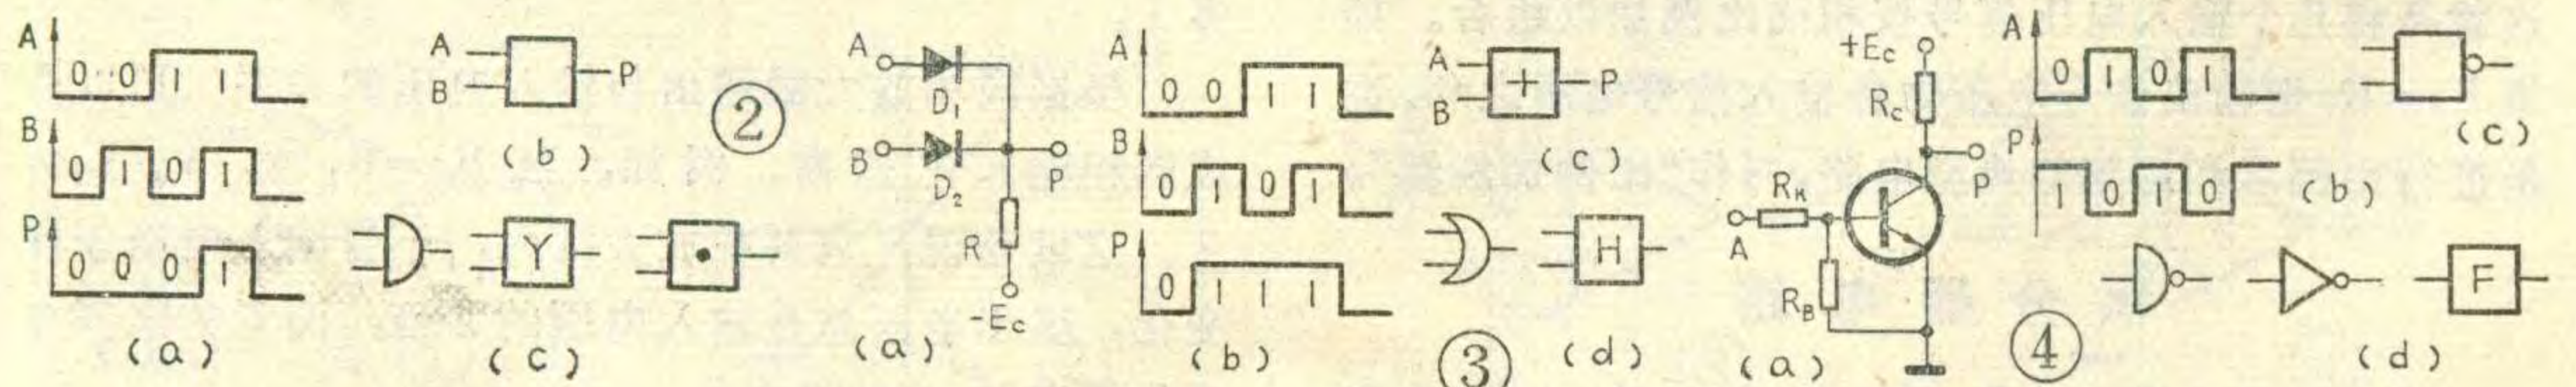 A
0 0 1 1
B
0 1 0 1
P
0 0 0 1
(a)
A
B
P
(b)
Y
•
(c)
②
A
D₁
B
D₂
P
R
-Ec
(a)
A
0 0 1 1
B
0 1 0 1
P
0 1 1 1
(b)
A
B
+
P
(c)
H
(d)
③
+Ec
Rc
P
RK
A
RB
(a)
A
0 1 0 1
P
1 0 1 0
(b)
(c)
F
(d)
④